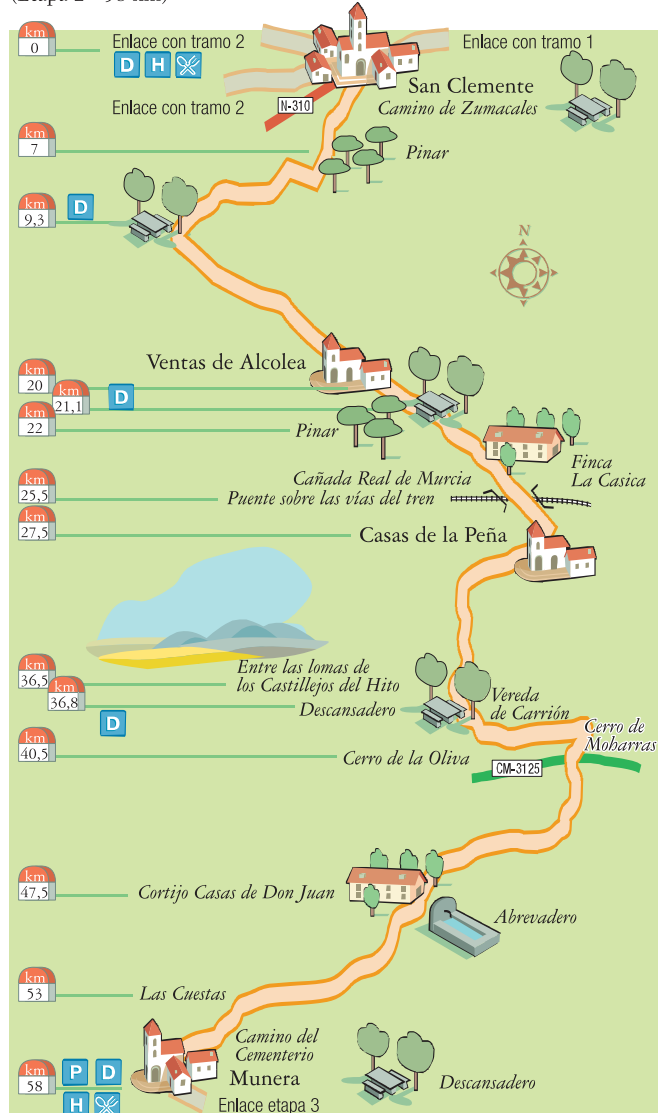 (Etapa 2 - 58 km)
km
0
Enlace con tramo 2
Enlace con tramo 1
D H
Enlace con tramo 2
N-310
San Clemente
Camino de Zumacales
km
7
Pinar
km
9,3
D
N
Ventas de Alcolea
km
20
km
21,1
D
km
22
Pinar
Finca
La Casica
Cañada Real de Murcia
km
25,5
Puente sobre las vías del tren
km
27,5
Casas de la Peña
km
36,5
Entre las lomas de
los Castillejos del Hito
km
36,8
Descansadero
D
Vereda
de Carrión
Cerro de
Moharras
km
40,5
Cerro de la Oliva
CM-3125
km
47,5
Cortijo Casas de Don Juan
Abrevadero
km
53
Las Cuestas
Camino del
Cementerio
km
58
P D
H
Munera
Descansadero
Enlace etapa 3